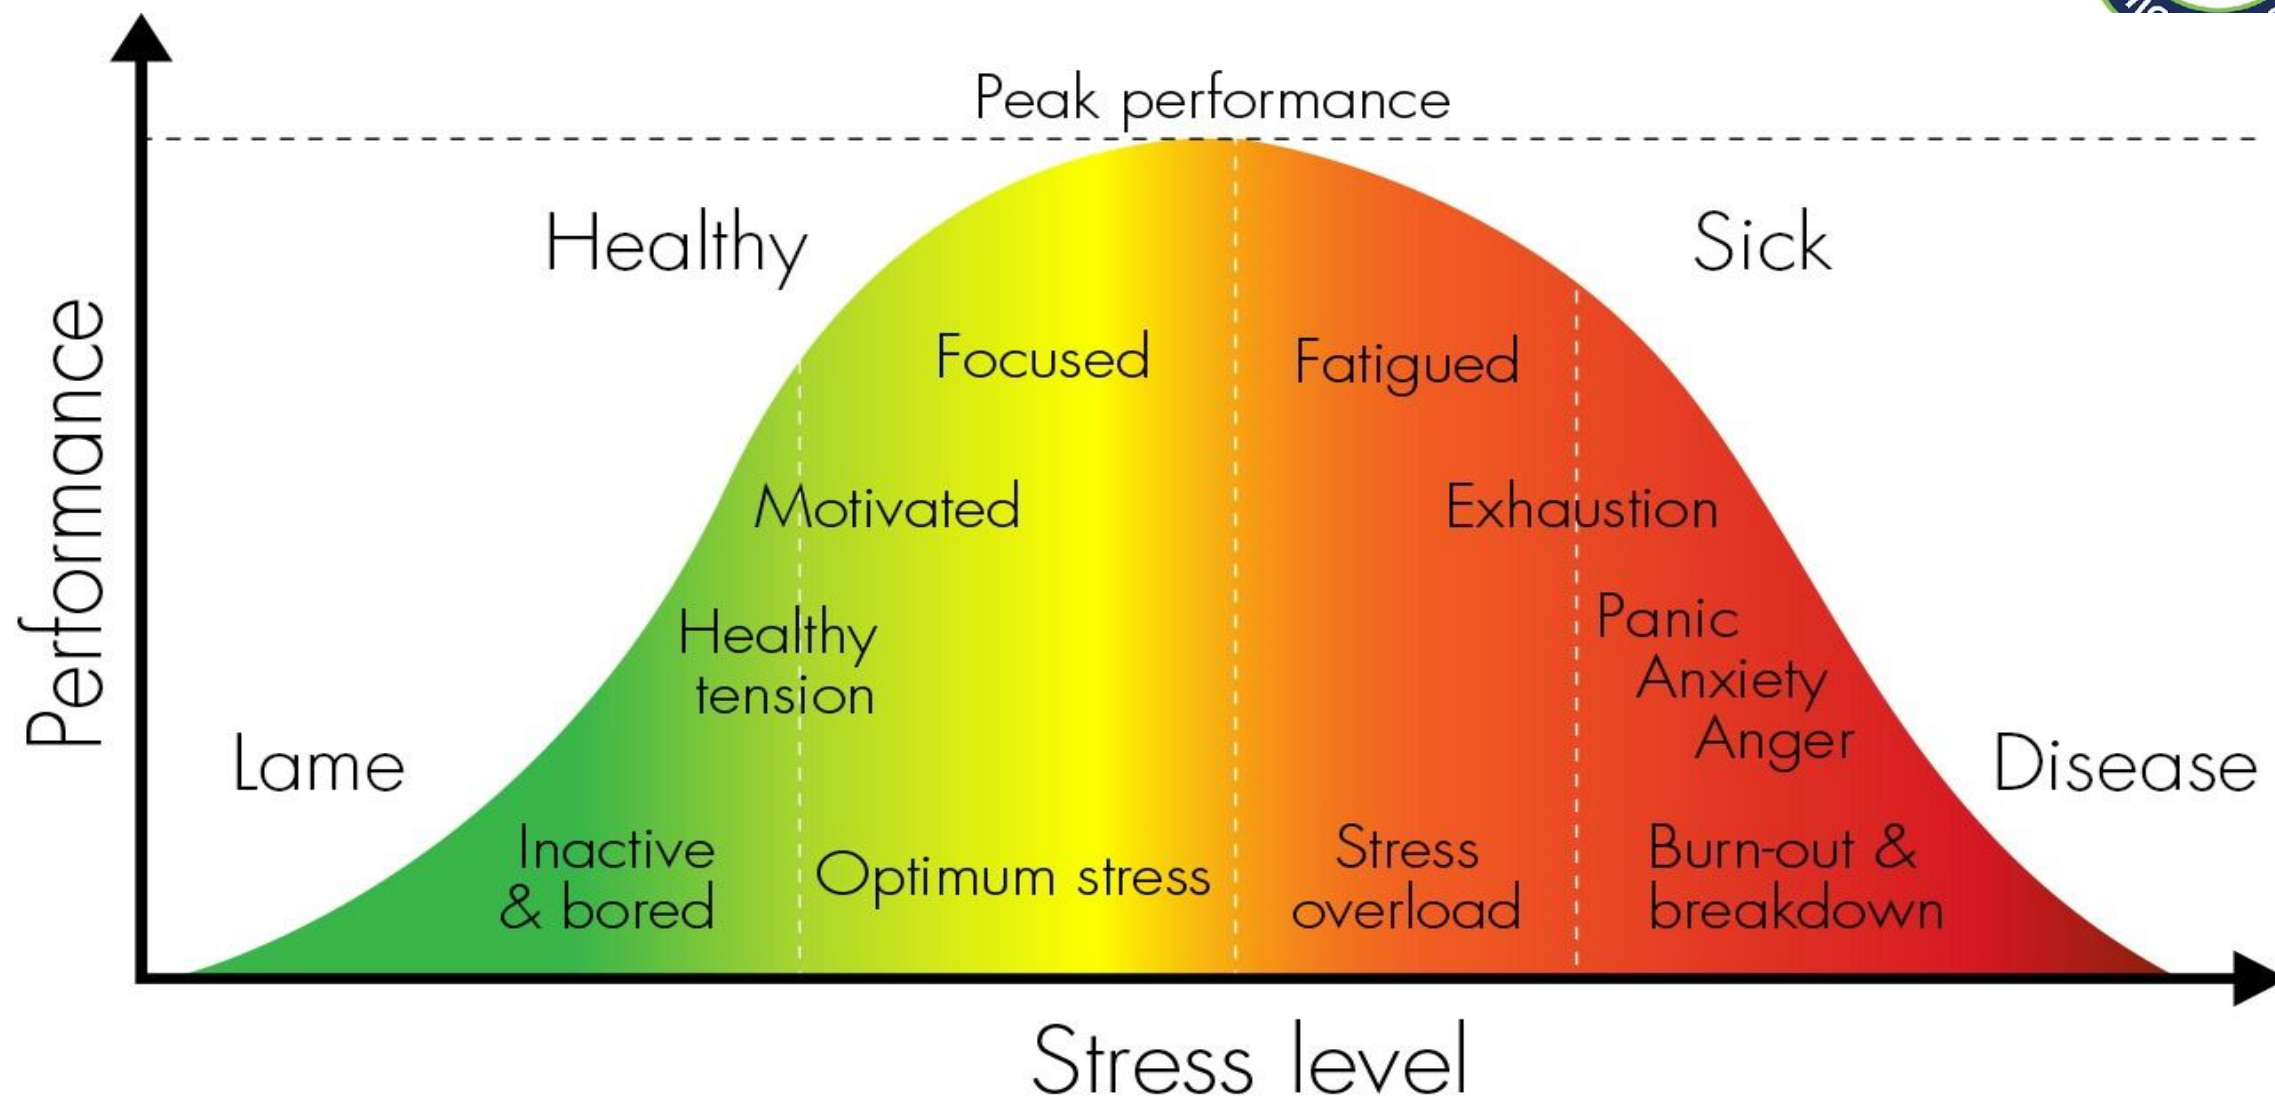 Peak performance
Healthy
Sick
Focused
Fatigued
Motivated
Exhaustion
Healthy
tension
Panic
Anxiety
Anger
Lame
Disease
Inactive
& bored
Optimum stress
Stress
overload
Burn-out &
breakdown
Performance
Stress level